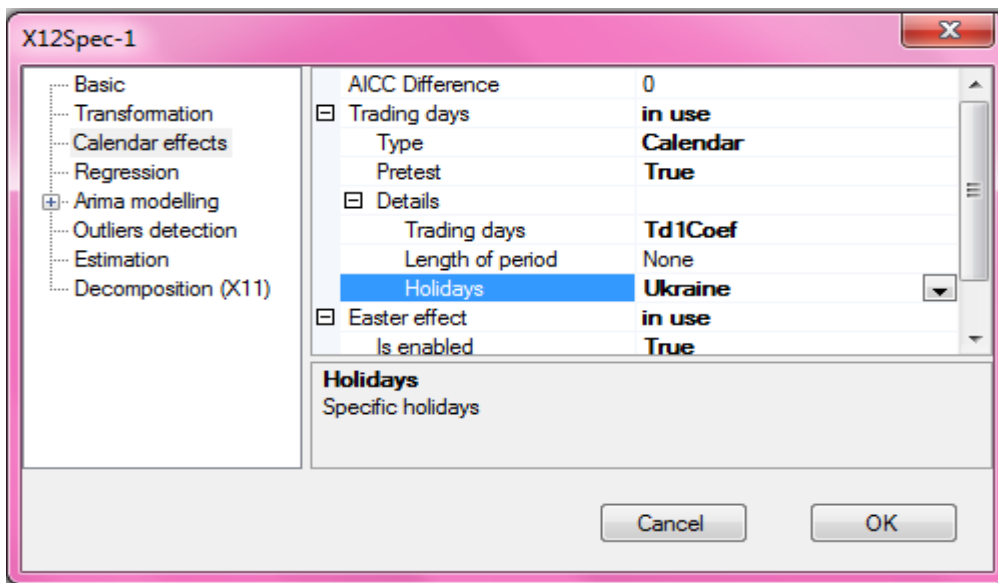 X12Spec-1
Basic
Transformation
Calendar effects
Regression
Arima modelling
Outliers detection
Estimation
Decomposition (X11)
AICC Difference 0
Trading days in use
Type Calendar
Pretest True
Details
Trading days Td1Coef
Length of period None
Holidays Ukraine
Easter effect in use
Is enabled True
Holidays
Specific holidays
Cancel OK